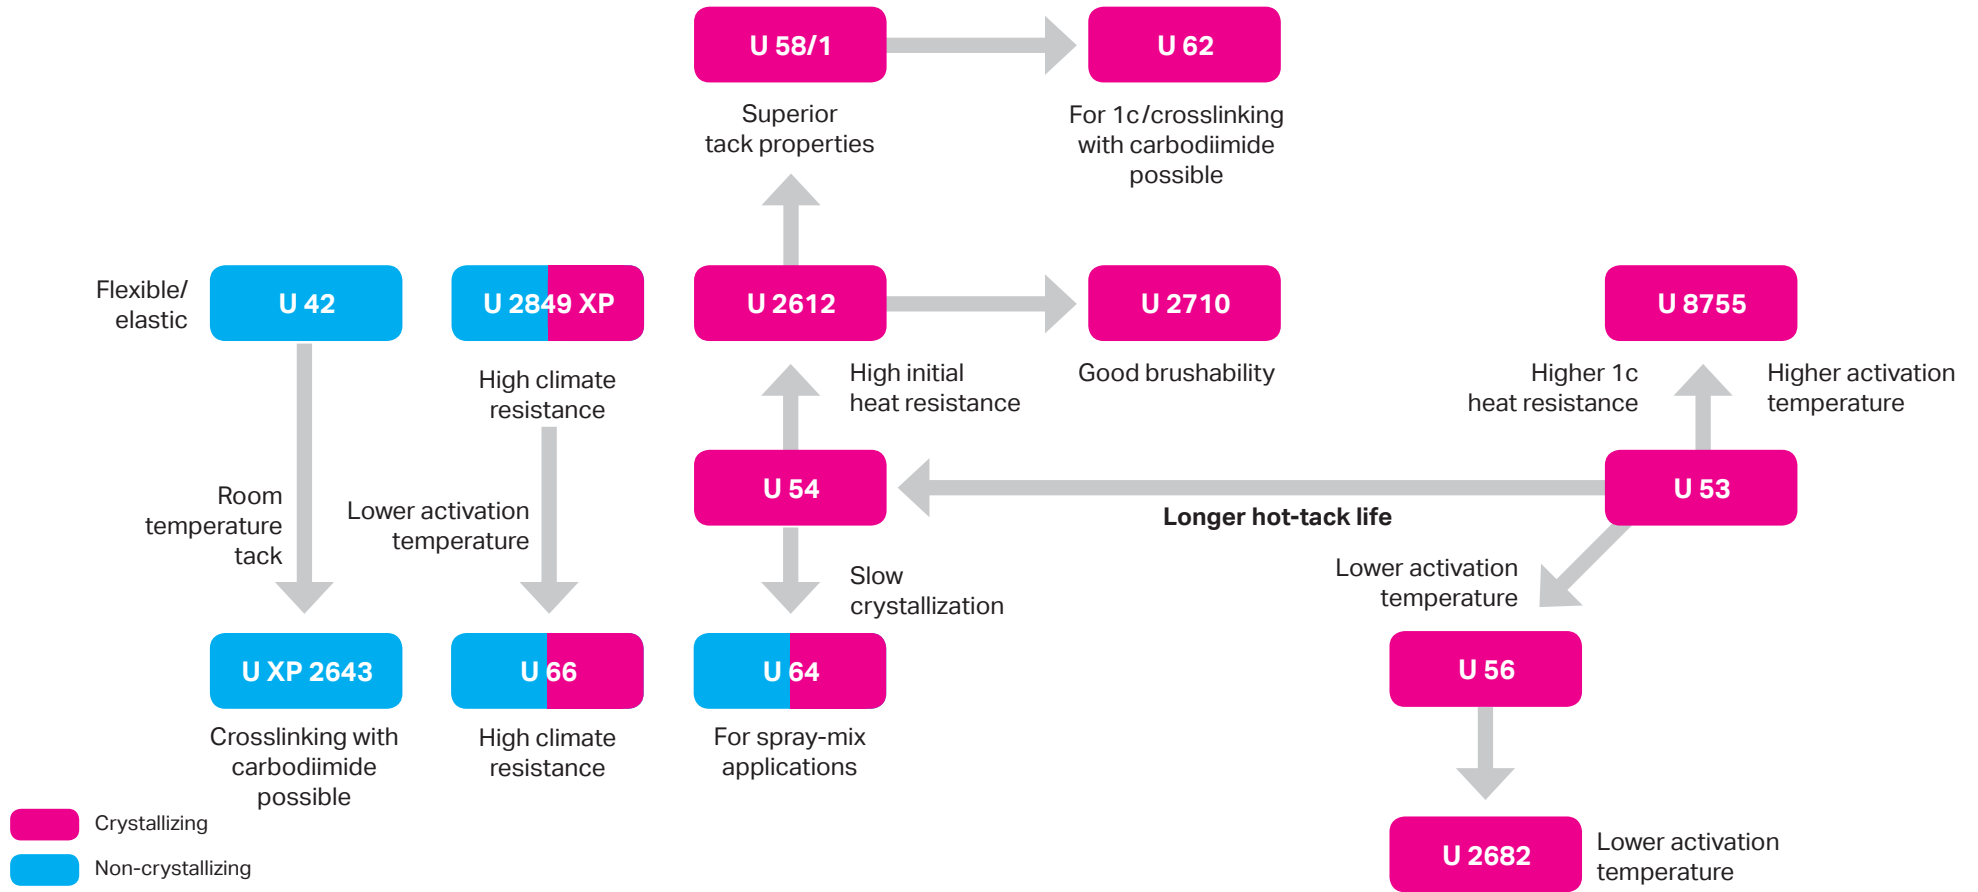 U 58/1
U 62
Superior
tack properties
For 1c/crosslinking
with carbodiimide
possible
Flexible/
elastic
U 42
U 2849 XP
U 2612
U 2710
U 8755
High climate
resistance
High initial
heat resistance
Good brushability
Higher 1c
heat resistance
Higher activation
temperature
U 54
U 53
Longer hot-tack life
Room
temperature
tack
Lower activation
temperature
Slow
crystallization
Lower activation
temperature
U XP 2643
U 66
U 64
U 56
Crosslinking with
carbodiimide
possible
High climate
resistance
For spray-mix
applications
U 2682
Lower activation
temperature
Crystallizing
Non-crystallizing